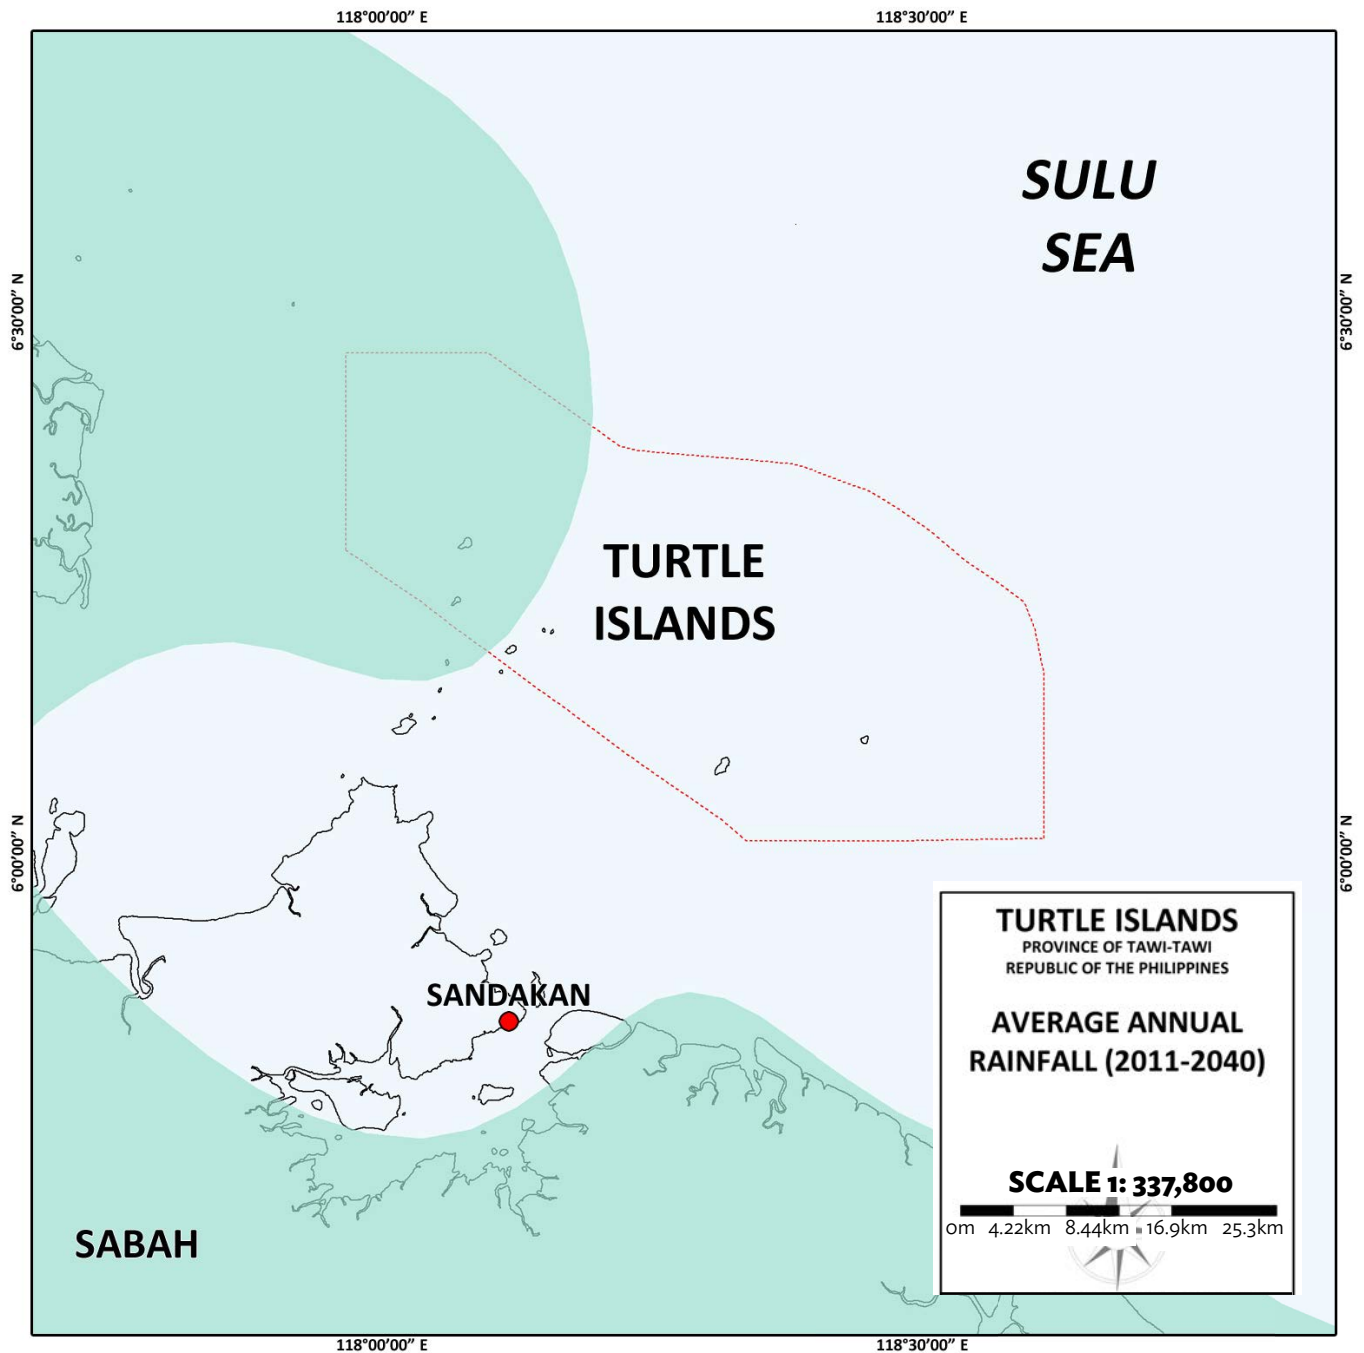 118°00'00" E
118°30'00" E
SULU
SEA
6°30'00" N
6°30'00" N
TURTLE
ISLANDS
6°00'00" N
6°00'00" N
SANDAKAN
SABAH
TURTLE ISLANDS
PROVINCE OF TAWI-TAWI
REPUBLIC OF THE PHILIPPINES
AVERAGE ANNUAL
RAINFALL (2011-2040)
SCALE 1: 337,800
0m 4.22km 8.44km 16.9km 25.3km
118°00'00" E
118°30'00" E